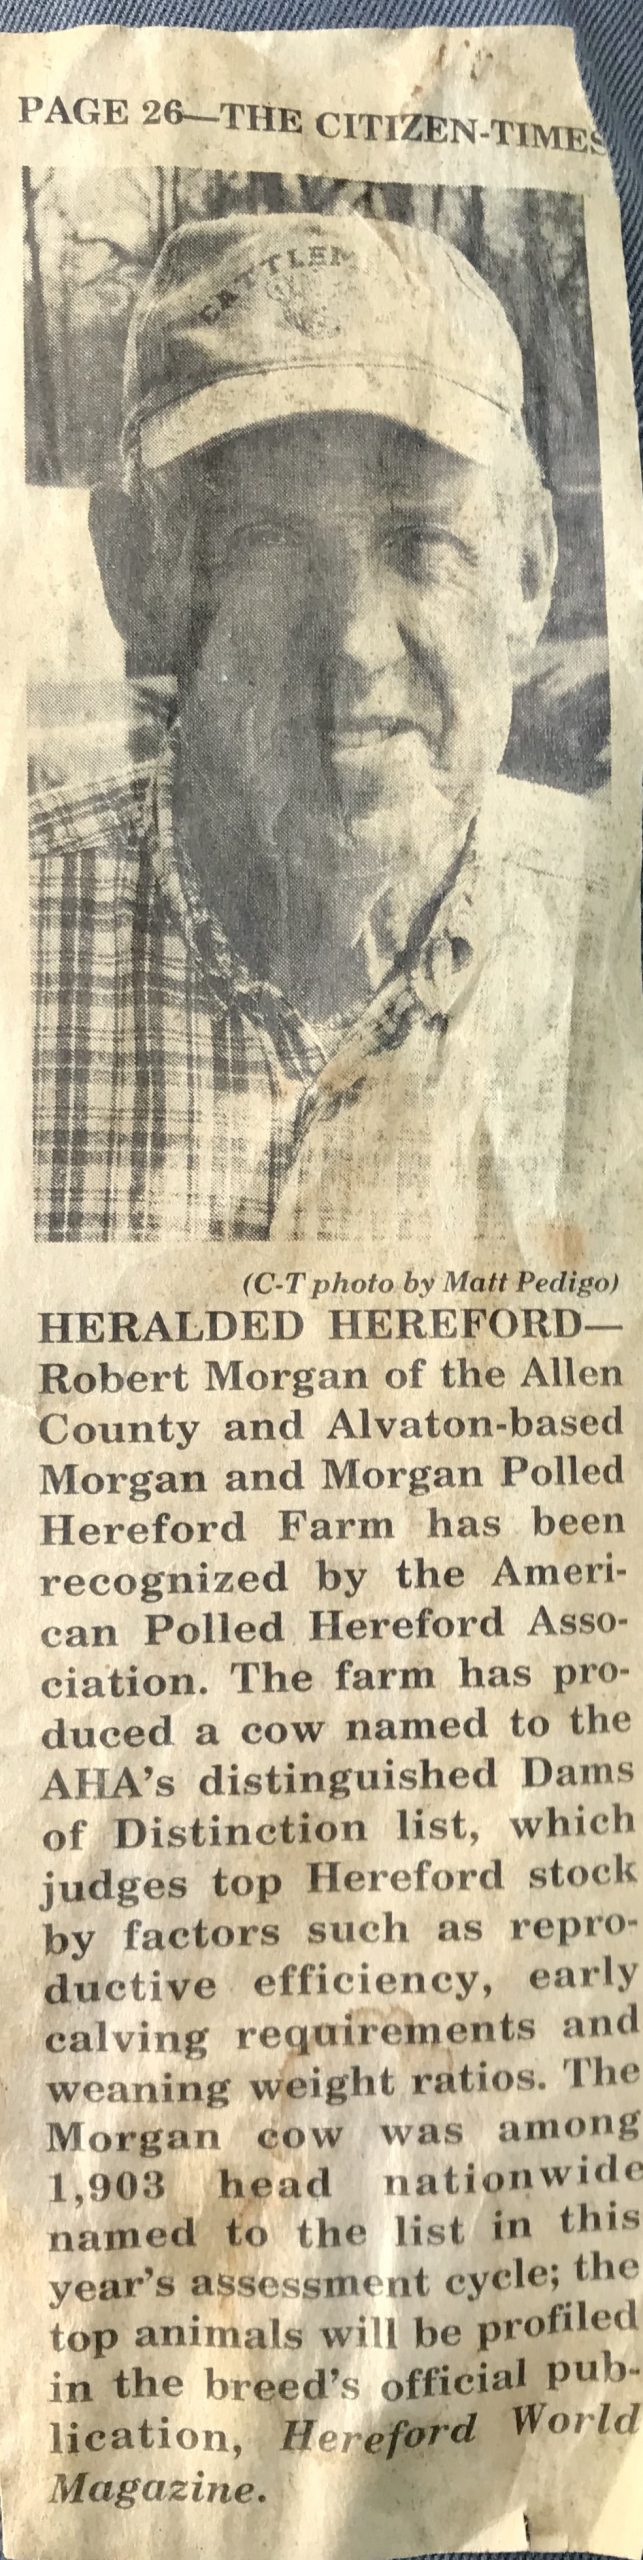 PAGE 26—THE CITIZEN-TIMES
CATTLEM
(C-T photo by Matt Pedigo)
HERALDED HEREFORD—
Robert Morgan of the Allen
County and Alvaton-based
Morgan and Morgan Polled
Hereford Farm has been
recognized by the Ameri-
can Polled Hereford Asso-
ciation. The farm has pro-
duced a cow named to the
AHA's distinguished Dams
of Distinction list, which
judges top Hereford stock
by factors such as repro-
ductive efficiency, early
calving requirements and
weaning weight ratios. The
Morgan cow was among
1,903 head nationwide
named to the list in this
year's assessment cycle; the
top animals will be profiled
in the breed's official pub-
lication, Hereford World
Magazine.